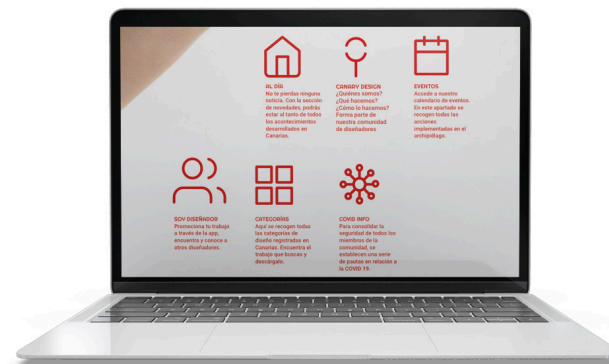 AL DÍA
No te pierdas ninguna
noticia. Con la sección
de novedades, podrás
estar al tanto de todos
los acontecimientos
desarrollados en
Canarias.
CANARY DESIGN
¿Quiénes somos?
¿Qué hacemos?
¿Cómo lo hacemos?
Forma parte de
nuestra comunidad
de diseñadores
EVENTOS
Accede a nuestro
calendario de eventos.
En este apartado se
recogen todas las
acciones
implementadas en el
archipiélago.
SOY DISEÑADOR
Promociona tu trabajo
a través de la app,
encuentra y conoce a
otros diseñadores.
CATEGORÍAS
Aquí se recogen todas
las categorías de
diseño registradas en
Canarias. Encuentra el
trabajo que buscas y
descárgalo.
COVID INFO
Para consolidar la
seguridad de todos los
miembros de la
comunidad, se
establecen una serie
de pautas en relación a
la COVID 19.